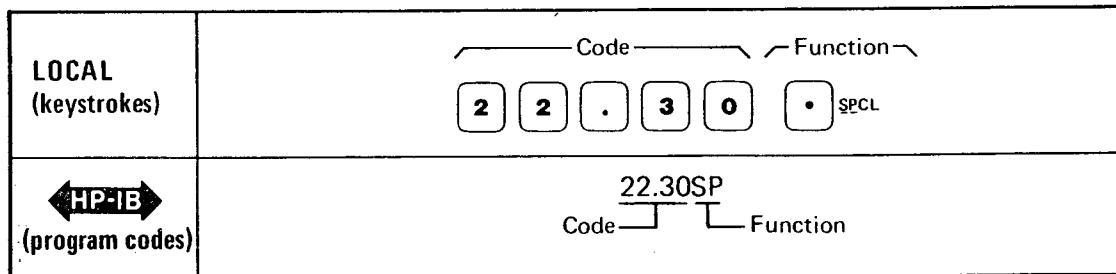 Code Function
LOCAL
(keystrokes)
2 2 . 3 0 • SPCL
HP-IB
(program codes)
22.30SP
Code Function